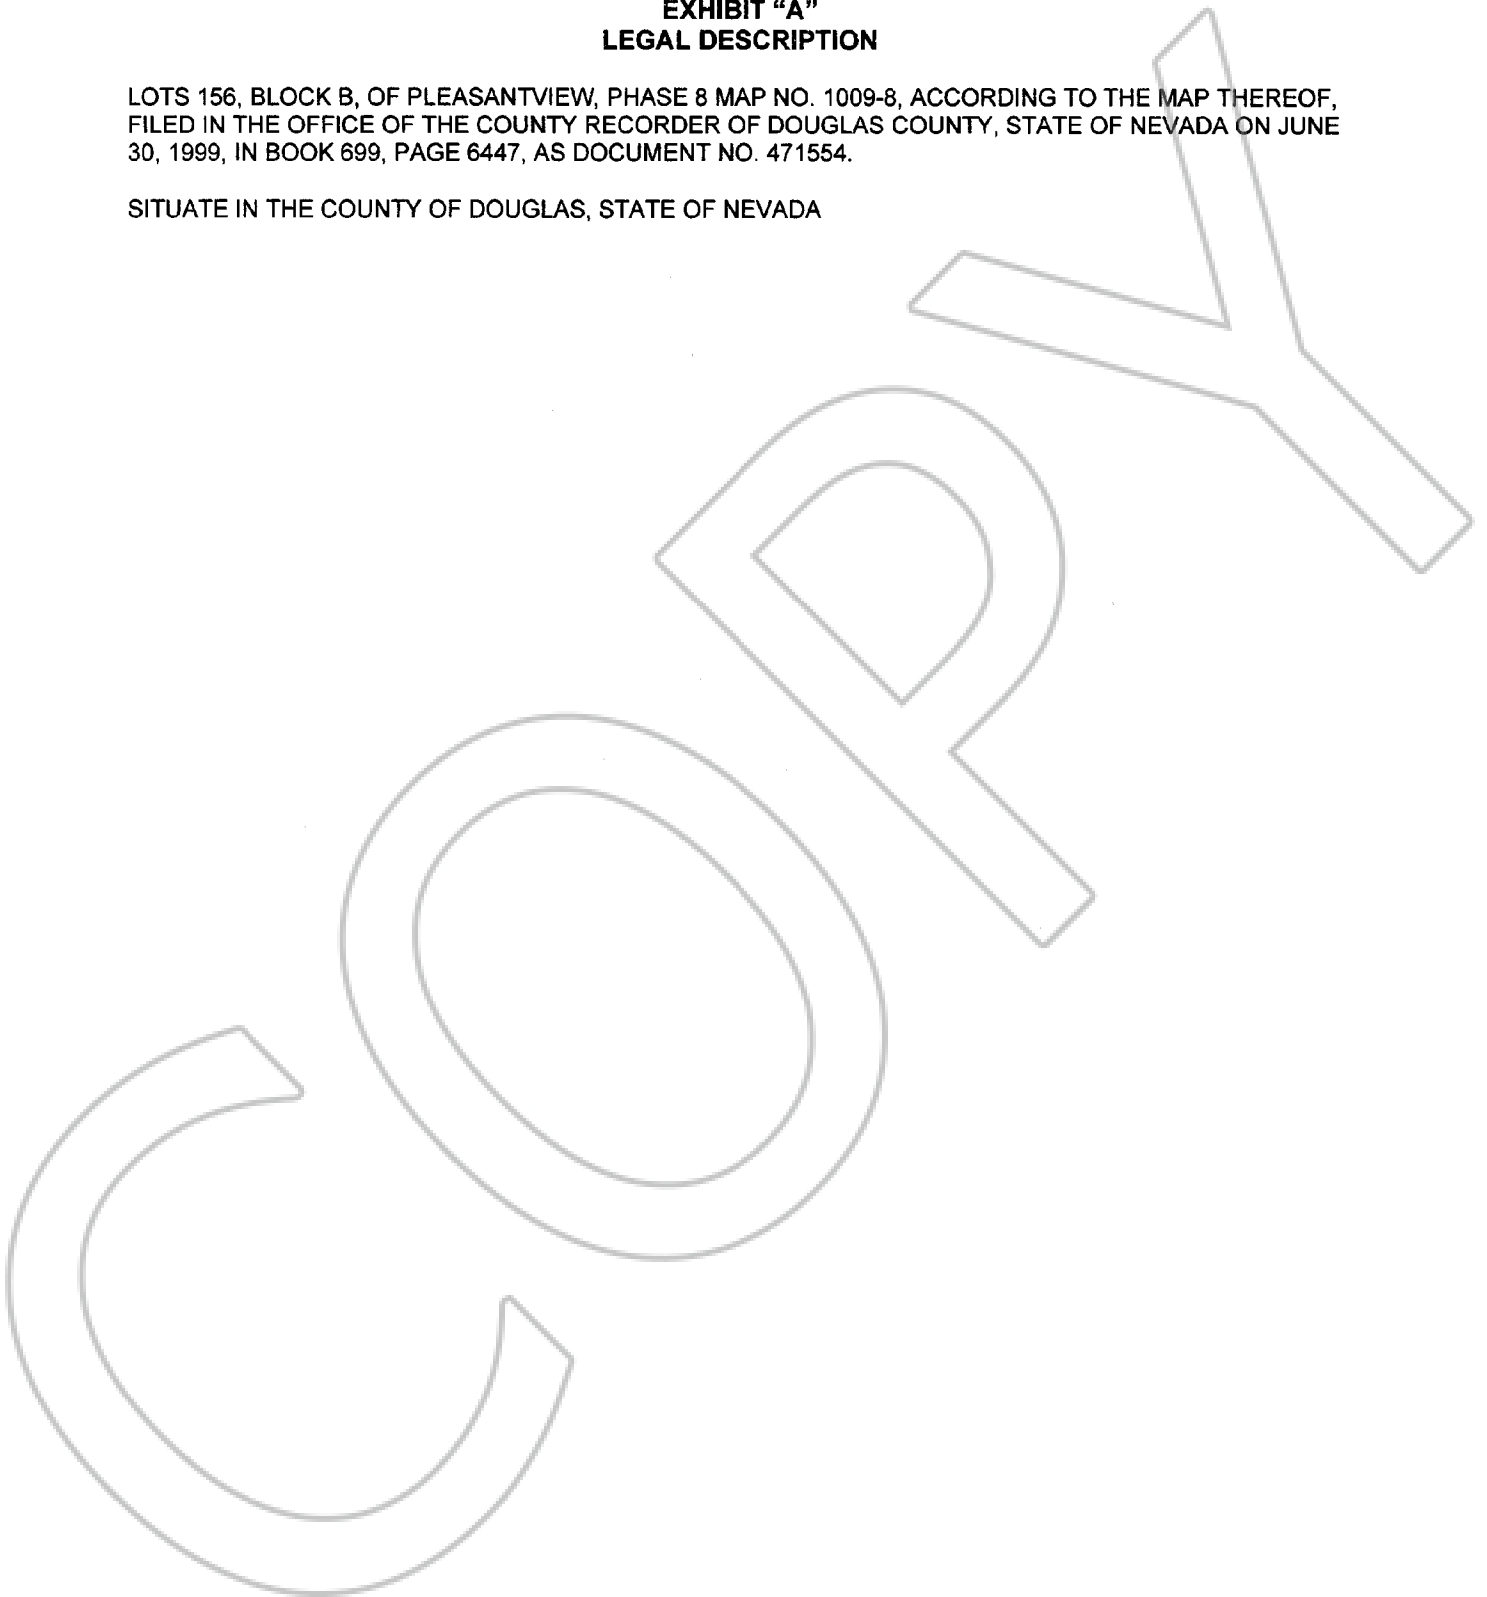 EXHIBIT “A”
LEGAL DESCRIPTION
LOTS 156, BLOCK B, OF PLEASANTVIEW, PHASE 8 MAP NO. 1009-8, ACCORDING TO THE MAP THEREOF,
FILED IN THE OFFICE OF THE COUNTY RECORDER OF DOUGLAS COUNTY, STATE OF NEVADA ON JUNE
30, 1999, IN BOOK 699, PAGE 6447, AS DOCUMENT NO. 471554.
SITUATE IN THE COUNTY OF DOUGLAS, STATE OF NEVADA
COPY